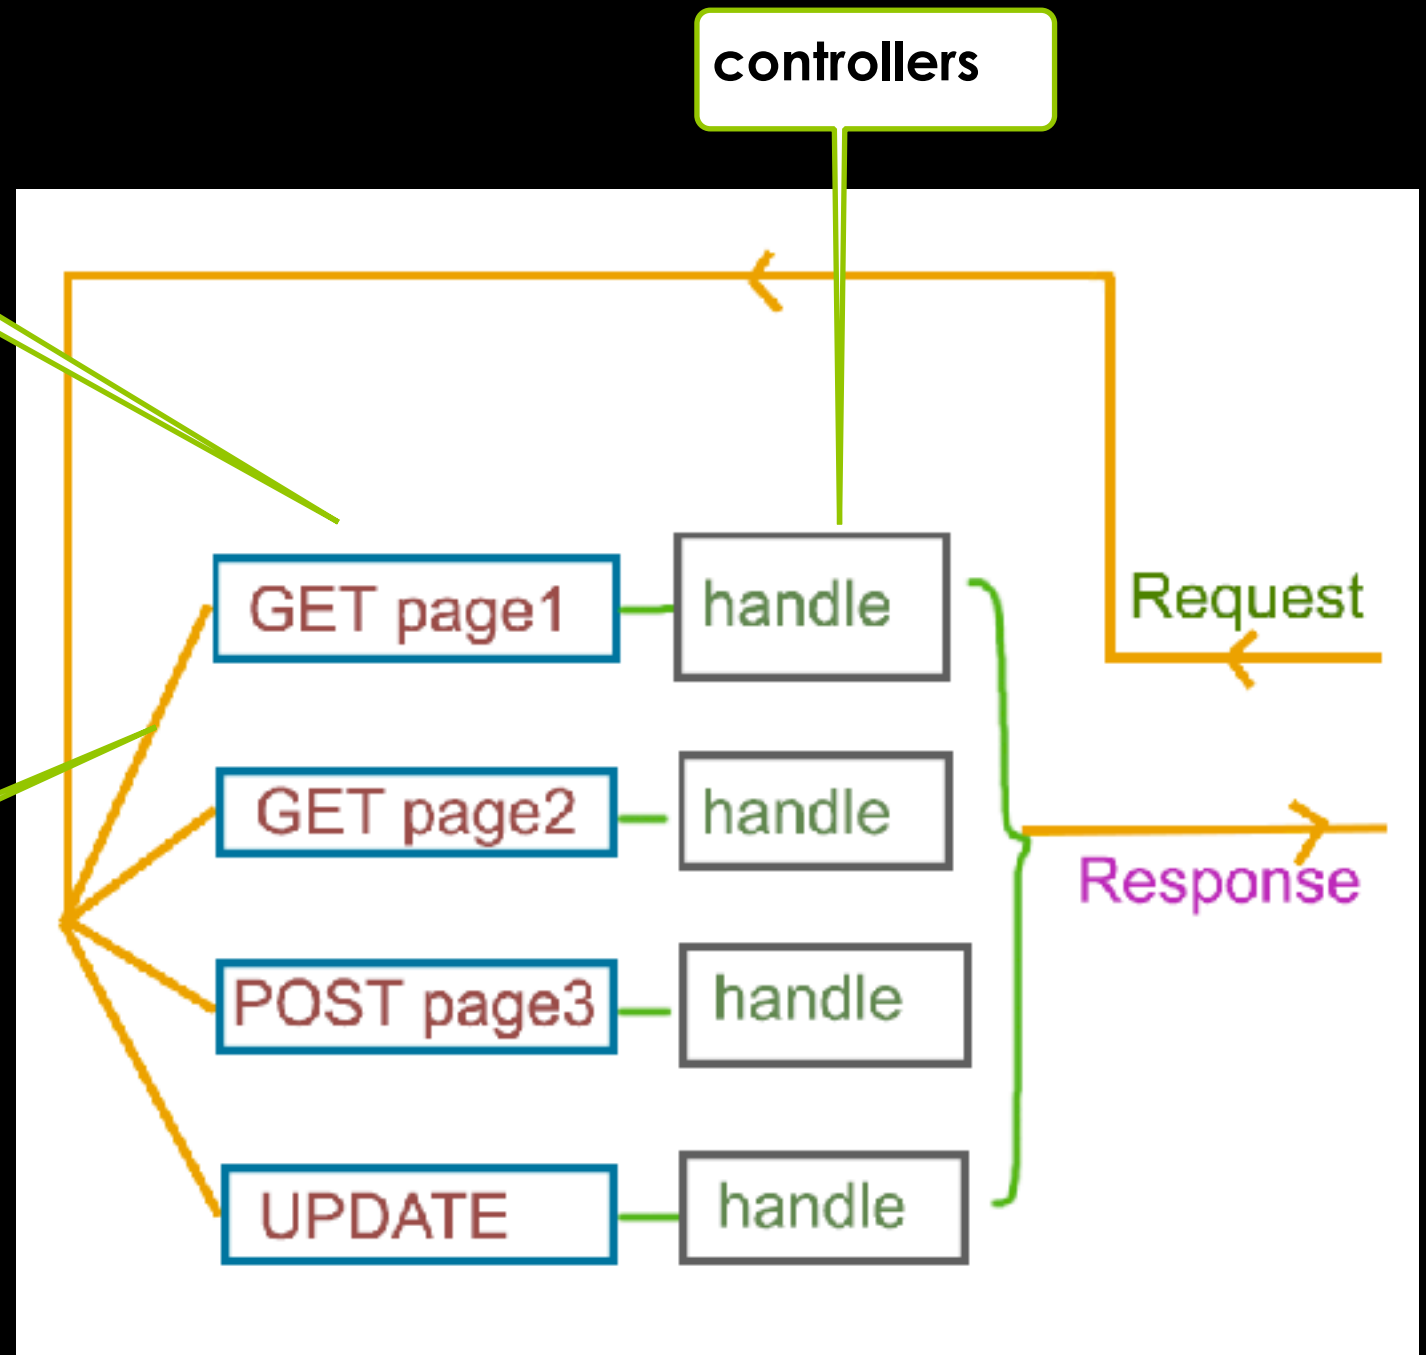 controllers
GET page1
handle
Request
GET page2
handle
Response
POST page3
handle
UPDATE
handle